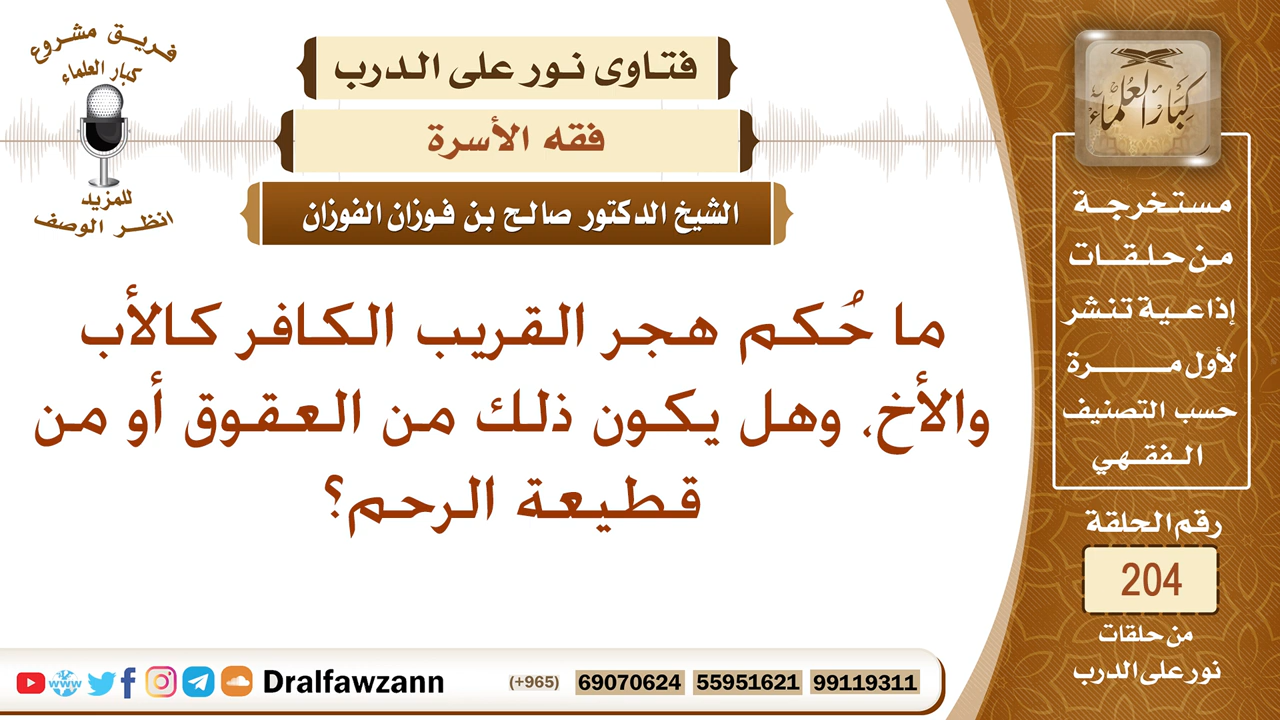 فريق مشروع
كبار العلماء
للمزيد
انظر الوصف
فتاوى نور على الدرب
فقه الأسرة
الشيخ الدكتور صالح بن فوزان الفوزان
ما حُكم هجر القريب الكافر كالأب
والأخ، وهل يكون ذلك من العقوق أو من
قطيعة الرحم؟
كبار العلماء
مستخرجة
من حلقات
إذاعية تنشر
لأول مرة
حسب التصنيف
الفقهي
رقم الحلقة
204
من حلقات
نور على الدرب
www
Dralfawzann (+965) 69070624 55951621 99119311